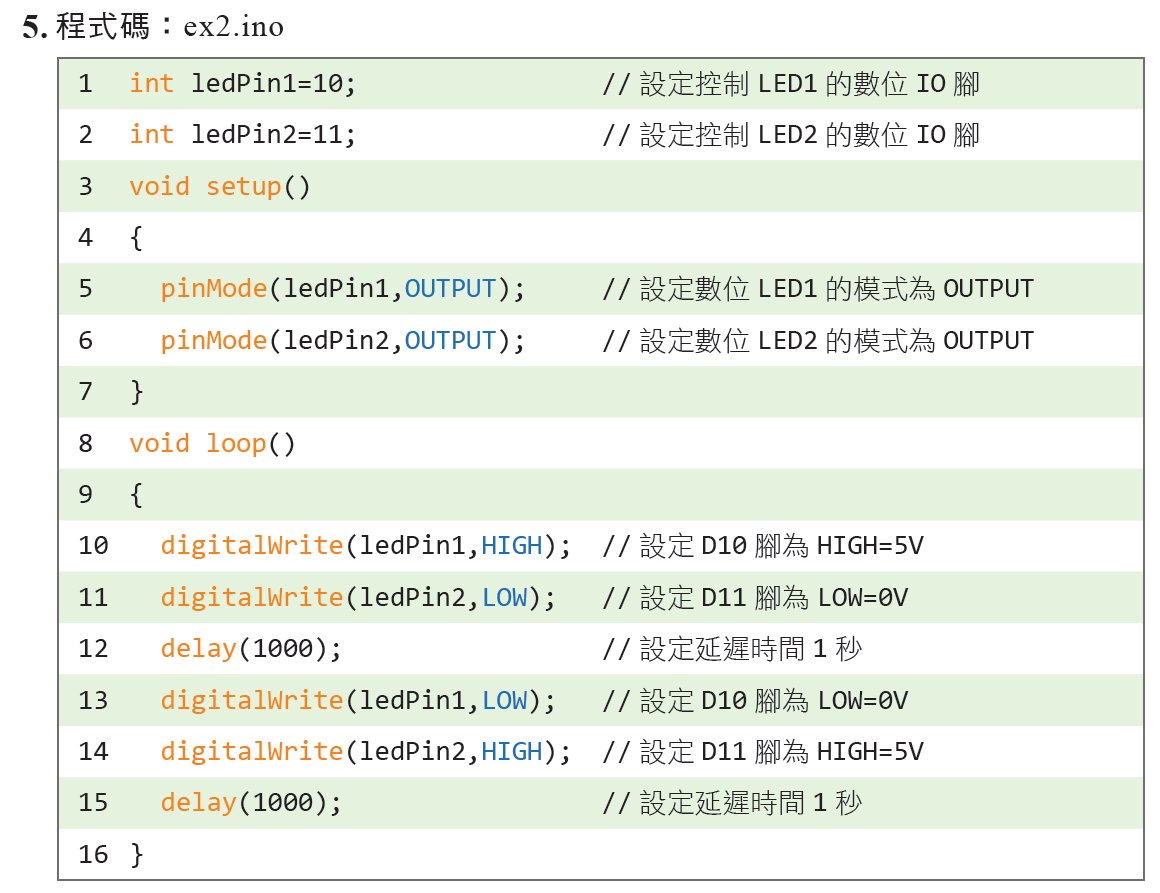 5. 程式碼：ex2.ino
1 int ledPin1=10; // 設定控制 LED1 的數位 IO 腳
2 int ledPin2=11; // 設定控制 LED2 的數位 IO 腳
3 void setup()
4 {
5 pinMode(ledPin1,OUTPUT); // 設定數位 LED1 的模式為 OUTPUT
6 pinMode(ledPin2,OUTPUT); // 設定數位 LED2 的模式為 OUTPUT
7 }
8 void loop()
9 {
10 digitalWrite(ledPin1,HIGH); // 設定 D10 腳為 HIGH=5V
11 digitalWrite(ledPin2,LOW); // 設定 D11 腳為 LOW=0V
12 delay(1000); // 設定延遲時間 1 秒
13 digitalWrite(ledPin1,LOW); // 設定 D10 腳為 LOW=0V
14 digitalWrite(ledPin2,HIGH); // 設定 D11 腳為 HIGH=5V
15 delay(1000); // 設定延遲時間 1 秒
16 }